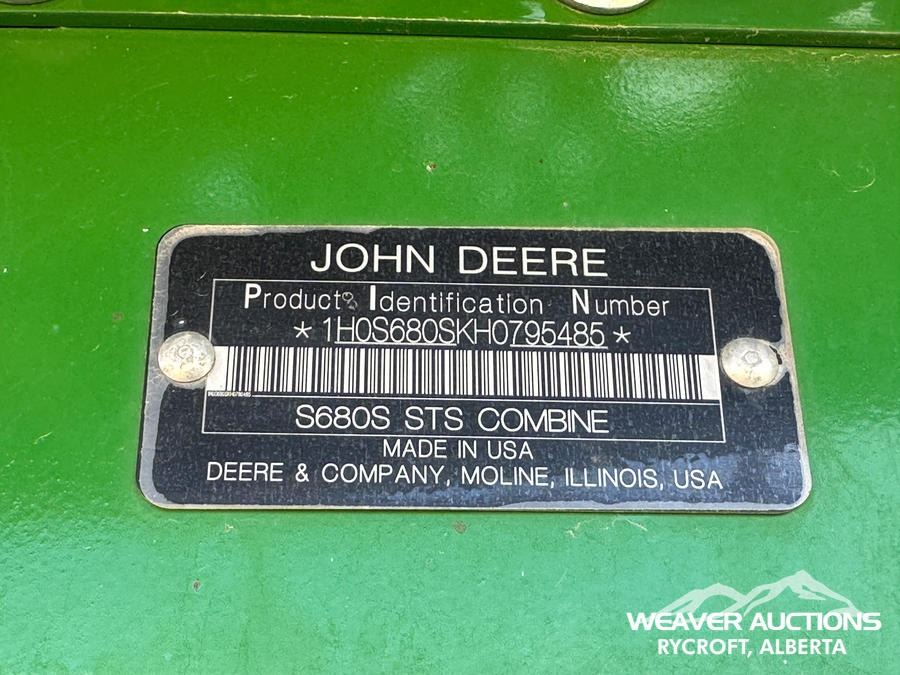 JOHN DEERE
Product Identification Number
*1H0S680SKH0795485*
S680S STS COMBINE
MADE IN USA
DEERE & COMPANY, MOLINE, ILLINOIS, USA
WEAVER AUCTIONS
RYCROFT, ALBERTA